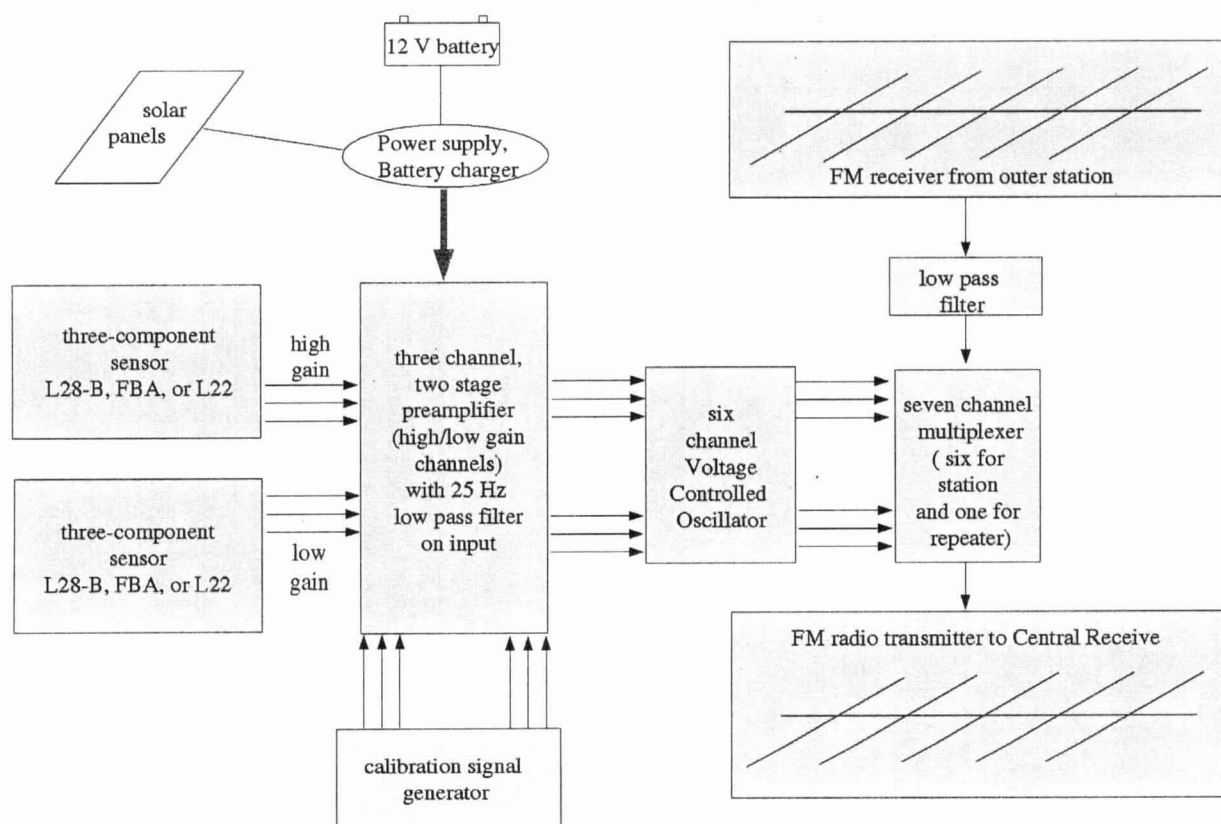 12 V battery
solar
panels
Power supply,
Battery charger
FM receiver from outer station
low pass
filter
three-component
sensor
L28-B, FBA, or L22
high
gain
three channel,
two stage
preamplifier
(high/low gain
channels)
with 25 Hz
low pass filter
on input
six
channel
Voltage
Controlled
Oscillator
seven channel
multiplexer
( six for
station
and one for
repeater)
three-component
sensor
L28-B, FBA, or L22
low
gain
FM radio transmitter to Central Receive
calibration signal
generator